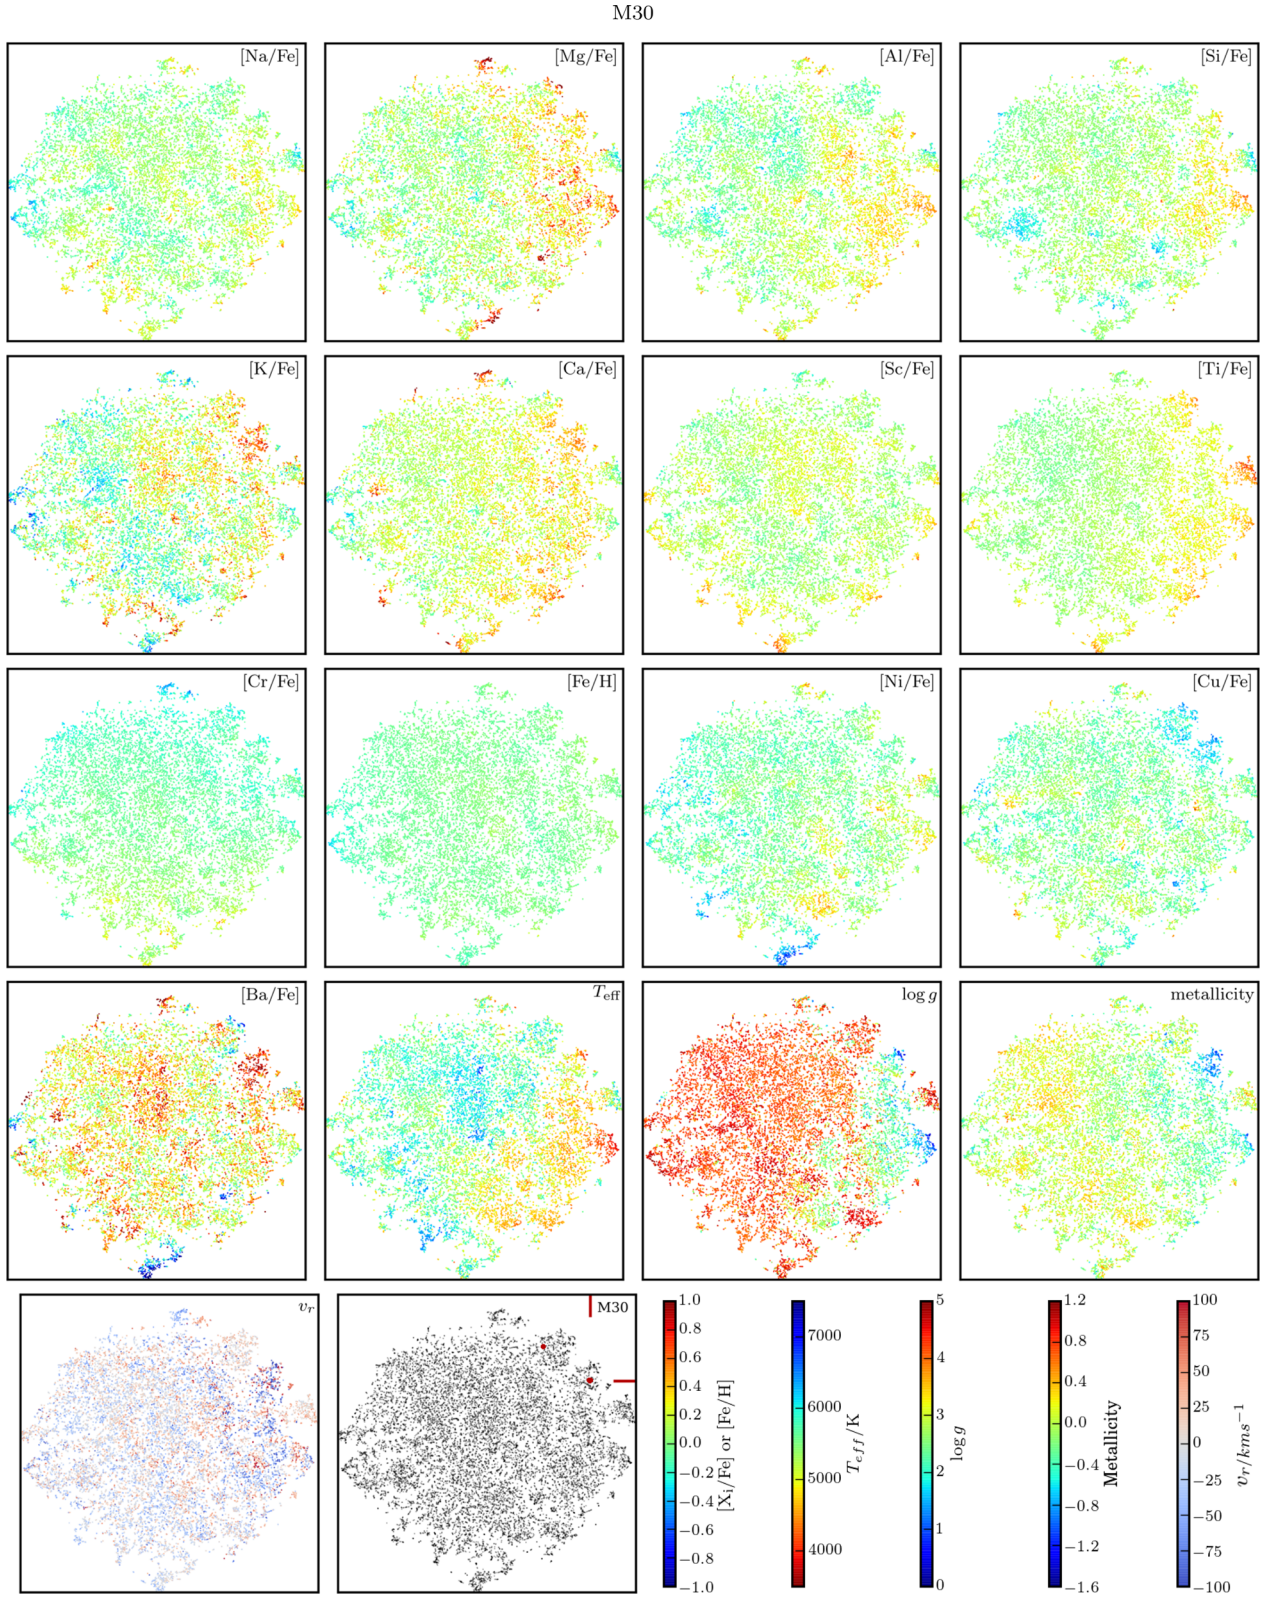 M30
[Na/Fe]
[Mg/Fe]
[Al/Fe]
[Si/Fe]
[K/Fe]
[Ca/Fe]
[Sc/Fe]
[Ti/Fe]
[Cr/Fe]
[Fe/H]
[Ni/Fe]
[Cu/Fe]
[Ba/Fe]
T_eff
log g
metallicity
v_r
M30
1.0
0.8
0.6
0.4
0.2
0.0
−0.2
−0.4
−0.6
−0.8
−1.0
[X_i/Fe] or [Fe/H]
7000
6000
5000
4000
T_eff/K
5
4
3
2
1
0
log g
1.2
0.8
0.4
0.0
−0.4
−0.8
−1.2
−1.6
Metallicity
100
75
50
25
0
−25
−50
−75
−100
v_r/kms⁻¹